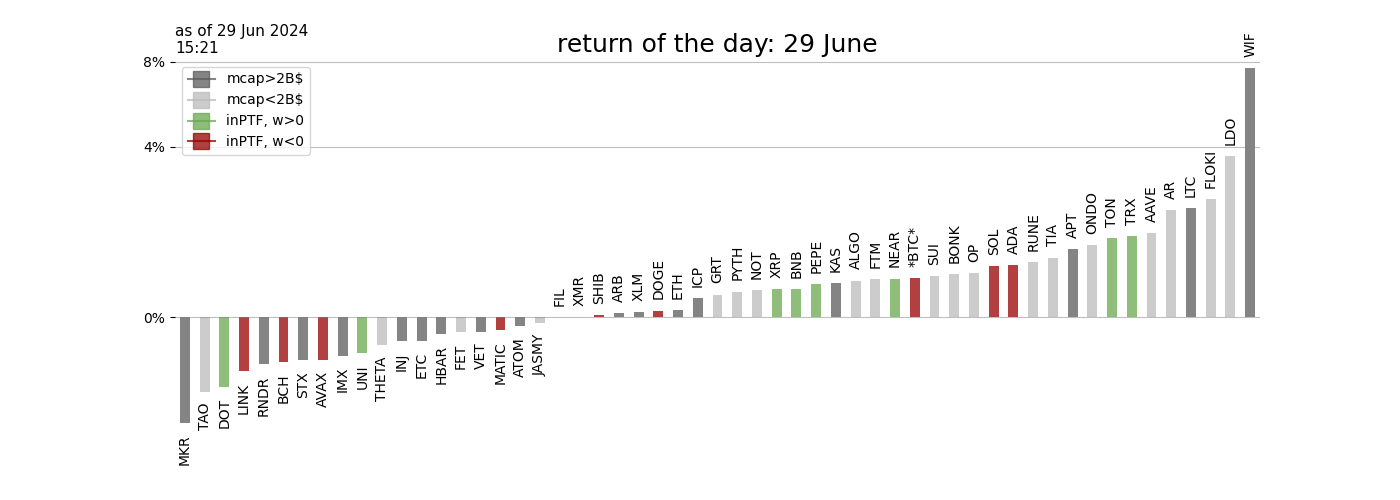 as of 29 Jun 2024
15:21
return of the day: 29 June
8%
4%
0%
mcap>2B$
mcap<2B$
inPTF, w>0
inPTF, w<0
MKR
TAO
DOT
LINK
RNDR
BCH
STX
AVAX
IMX
UNI
THETA
INJ
ETC
HBAR
FET
VET
MATIC
ATOM
JASMY
FIL
XMR
SHIB
ARB
XLM
DOGE
ETH
ICP
GRT
PYTH
NOT
XRP
BNB
PEPE
KAS
ALGO
FTM
NEAR
*BTC*
SUI
BONK
OP
SOL
ADA
RUNE
TIA
APT
ONDO
TON
TRX
AAVE
AR
LTC
FLOKI
LDO
WIF